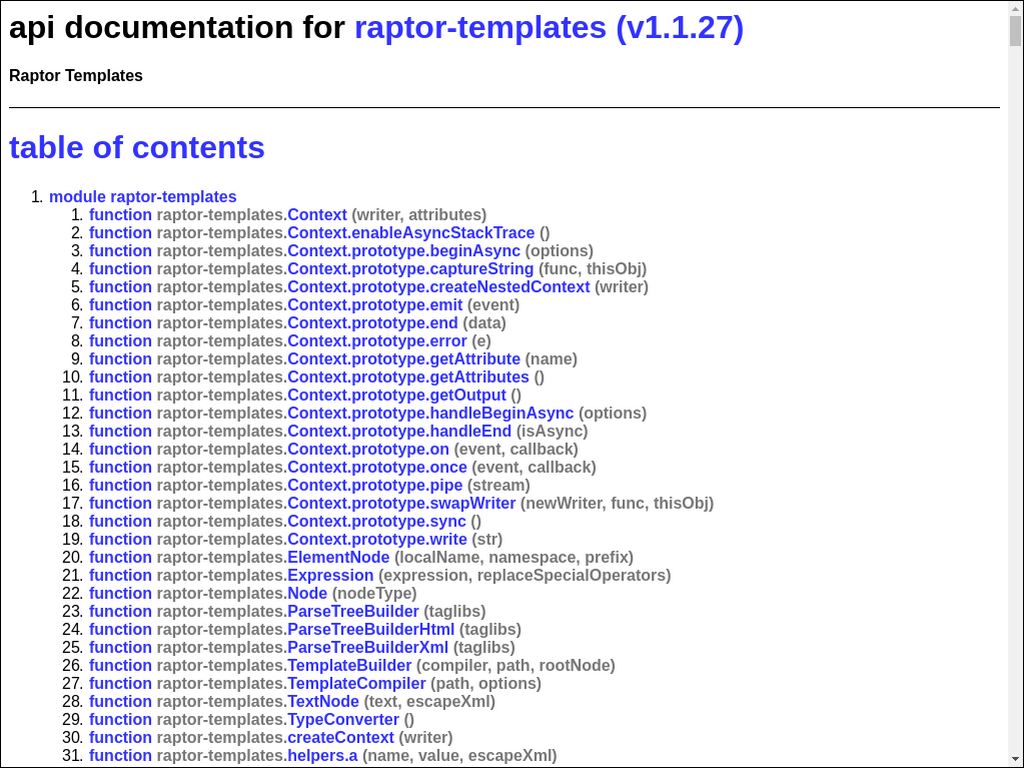 api documentation for raptor-templates (v1.1.27)
Raptor Templates
table of contents
1. module raptor-templates
1. function raptor-templates.Context (writer, attributes)
2. function raptor-templates.Context.enableAsyncStackTrace ()
3. function raptor-templates.Context.prototype.beginAsync (options)
4. function raptor-templates.Context.prototype.captureString (func, thisObj)
5. function raptor-templates.Context.prototype.createNestedContext (writer)
6. function raptor-templates.Context.prototype.emit (event)
7. function raptor-templates.Context.prototype.end (data)
8. function raptor-templates.Context.prototype.error (e)
9. function raptor-templates.Context.prototype.getAttribute (name)
10. function raptor-templates.Context.prototype.getAttributes ()
11. function raptor-templates.Context.prototype.getOutput ()
12. function raptor-templates.Context.prototype.handleBeginAsync (options)
13. function raptor-templates.Context.prototype.handleEnd (isAsync)
14. function raptor-templates.Context.prototype.on (event, callback)
15. function raptor-templates.Context.prototype.once (event, callback)
16. function raptor-templates.Context.prototype.pipe (stream)
17. function raptor-templates.Context.prototype.swapWriter (newWriter, func, thisObj)
18. function raptor-templates.Context.prototype.sync ()
19. function raptor-templates.Context.prototype.write (str)
20. function raptor-templates.ElementNode (localName, namespace, prefix)
21. function raptor-templates.Expression (expression, replaceSpecialOperators)
22. function raptor-templates.Node (nodeType)
23. function raptor-templates.ParseTreeBuilder (taglibs)
24. function raptor-templates.ParseTreeBuilderHtml (taglibs)
25. function raptor-templates.ParseTreeBuilderXml (taglibs)
26. function raptor-templates.TemplateBuilder (compiler, path, rootNode)
27. function raptor-templates.TemplateCompiler (path, options)
28. function raptor-templates.TextNode (text, escapeXml)
29. function raptor-templates.TypeConverter ()
30. function raptor-templates.createContext (writer)
31. function raptor-templates.helpers.a (name, value, escapeXml)